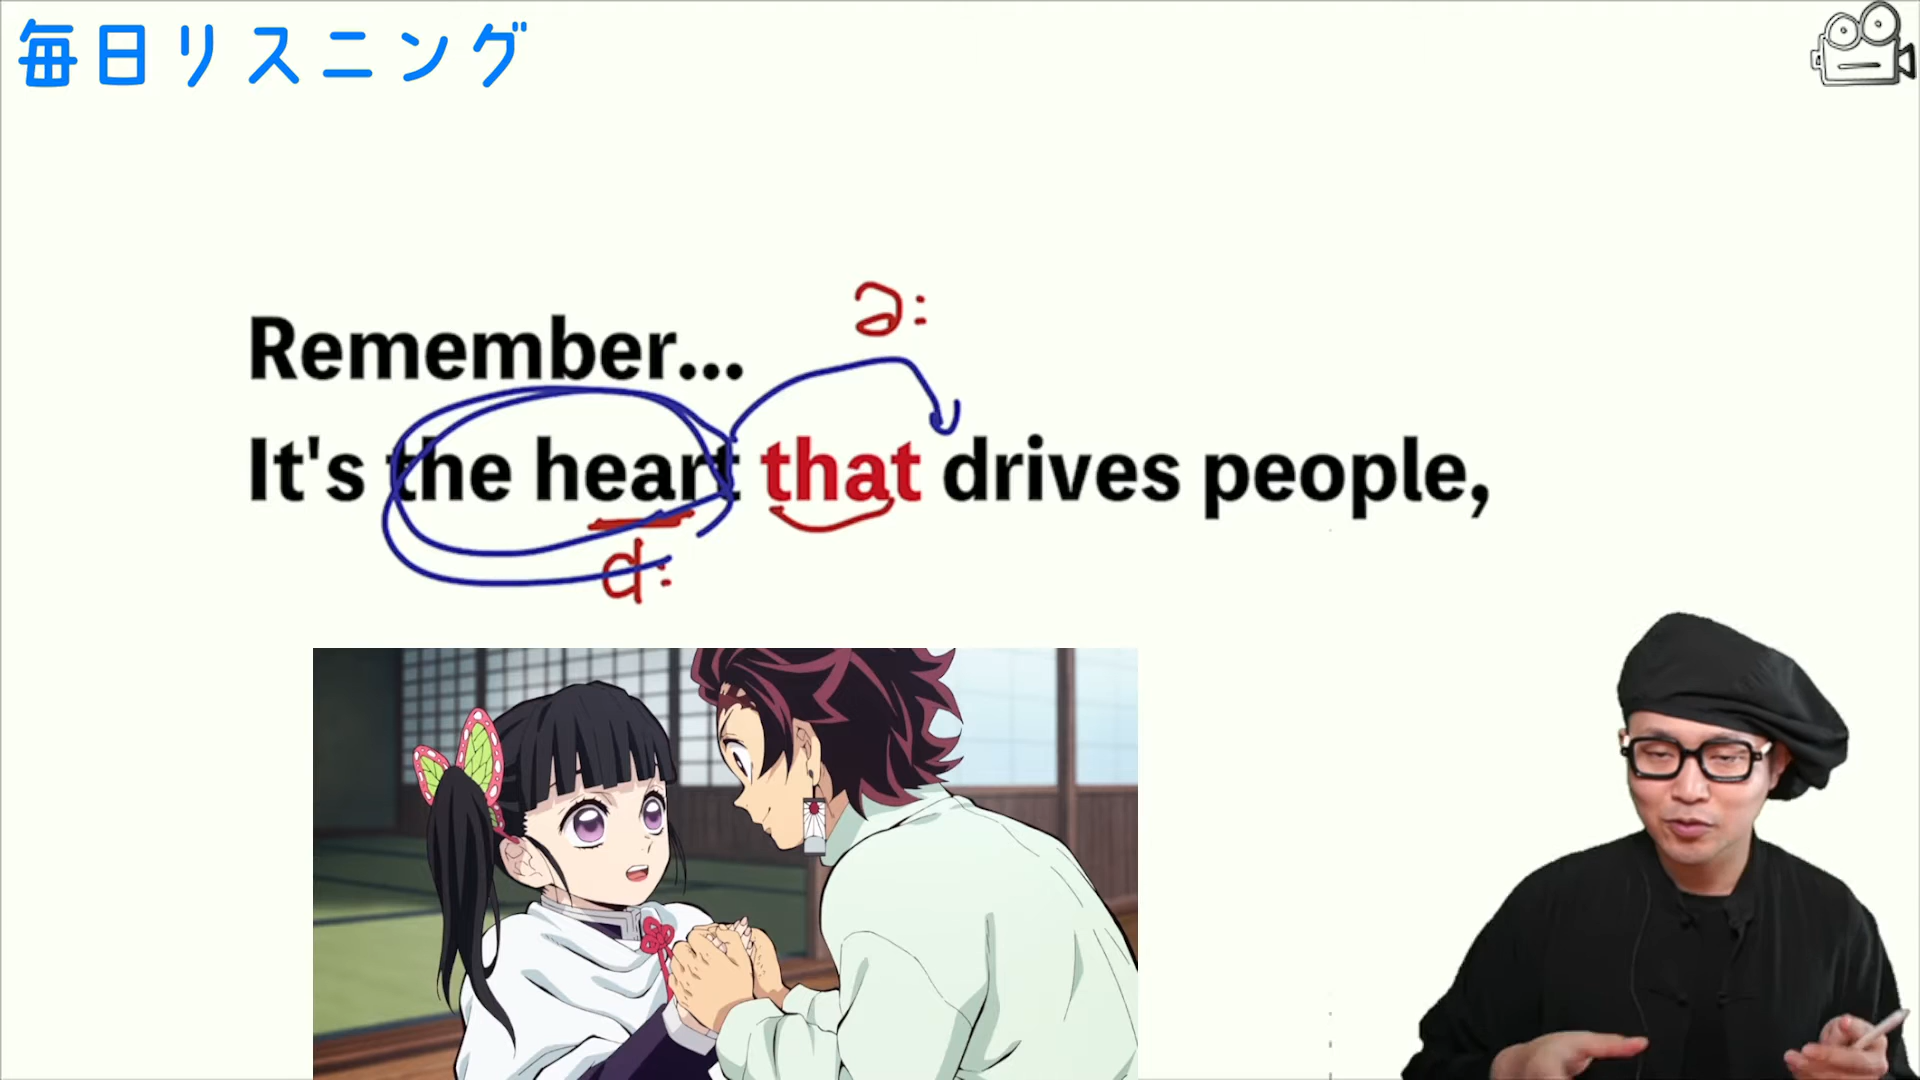 毎日リスニング
ə:
Remember...
It's the heart that drives people,
ɑ: